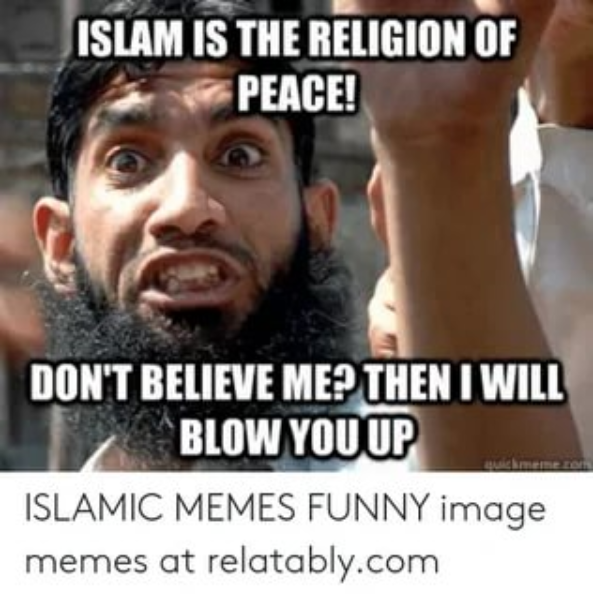 ISLAM IS THE RELIGION OF
PEACE!
DON'T BELIEVE ME? THEN I WILL
BLOW YOU UP
quickmeme.com
ISLAMIC MEMES FUNNY image
memes at relatably.com